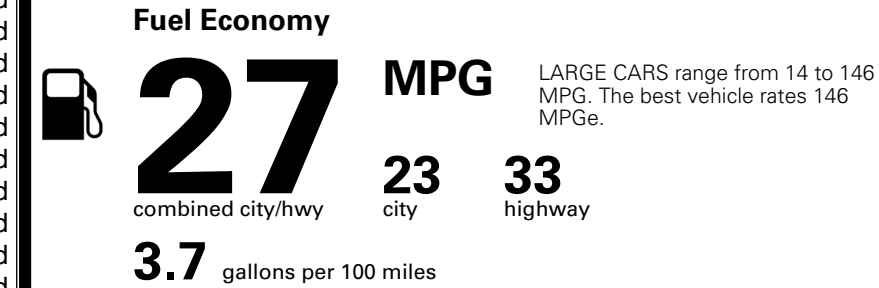 Fuel Economy
27 MPG
LARGE CARS range from 14 to 146
MPG. The best vehicle rates 146
MPGe.
23 33
combined city/hwy city highway
3.7 gallons per 100 miles
d
d
d
d
d
d
d
d
d
d